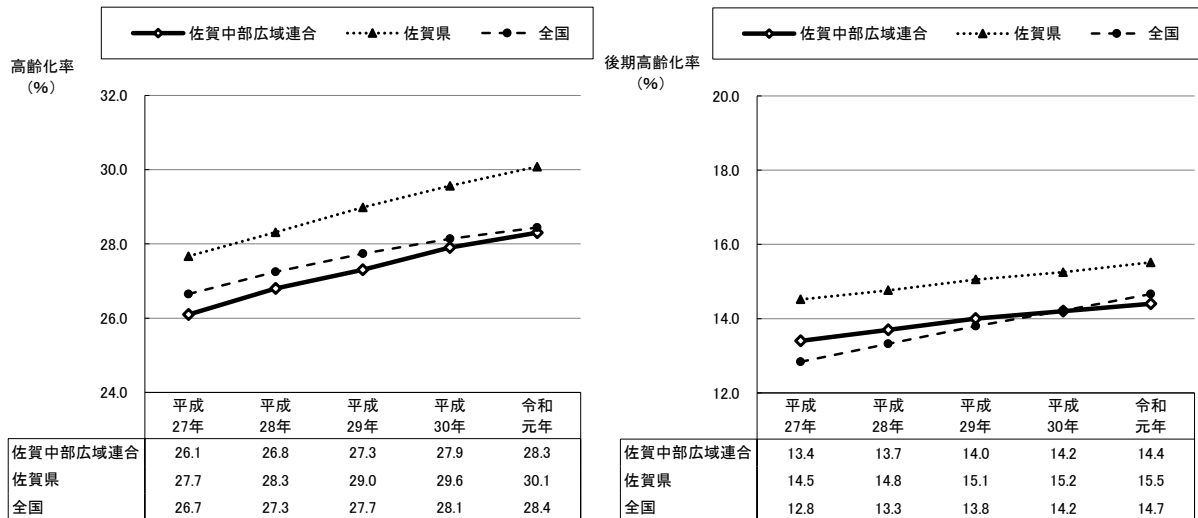 佐賀中部広域連合 佐賀県 全国
高齢化率
（％）
32.0
30.0
28.0
26.0
24.0
平成 平成 平成 平成 令和
27年 28年 29年 30年 元年
佐賀中部広域連合 26.1 26.8 27.3 27.9 28.3
佐賀県 27.7 28.3 29.0 29.6 30.1
全国 26.7 27.3 27.7 28.1 28.4
佐賀中部広域連合 佐賀県 全国
後期高齢化率
（％）
20.0
18.0
16.0
14.0
12.0
平成 平成 平成 平成 令和
27年 28年 29年 30年 元年
佐賀中部広域連合 13.4 13.7 14.0 14.2 14.4
佐賀県 14.5 14.8 15.1 15.2 15.5
全国 12.8 13.3 13.8 14.2 14.7